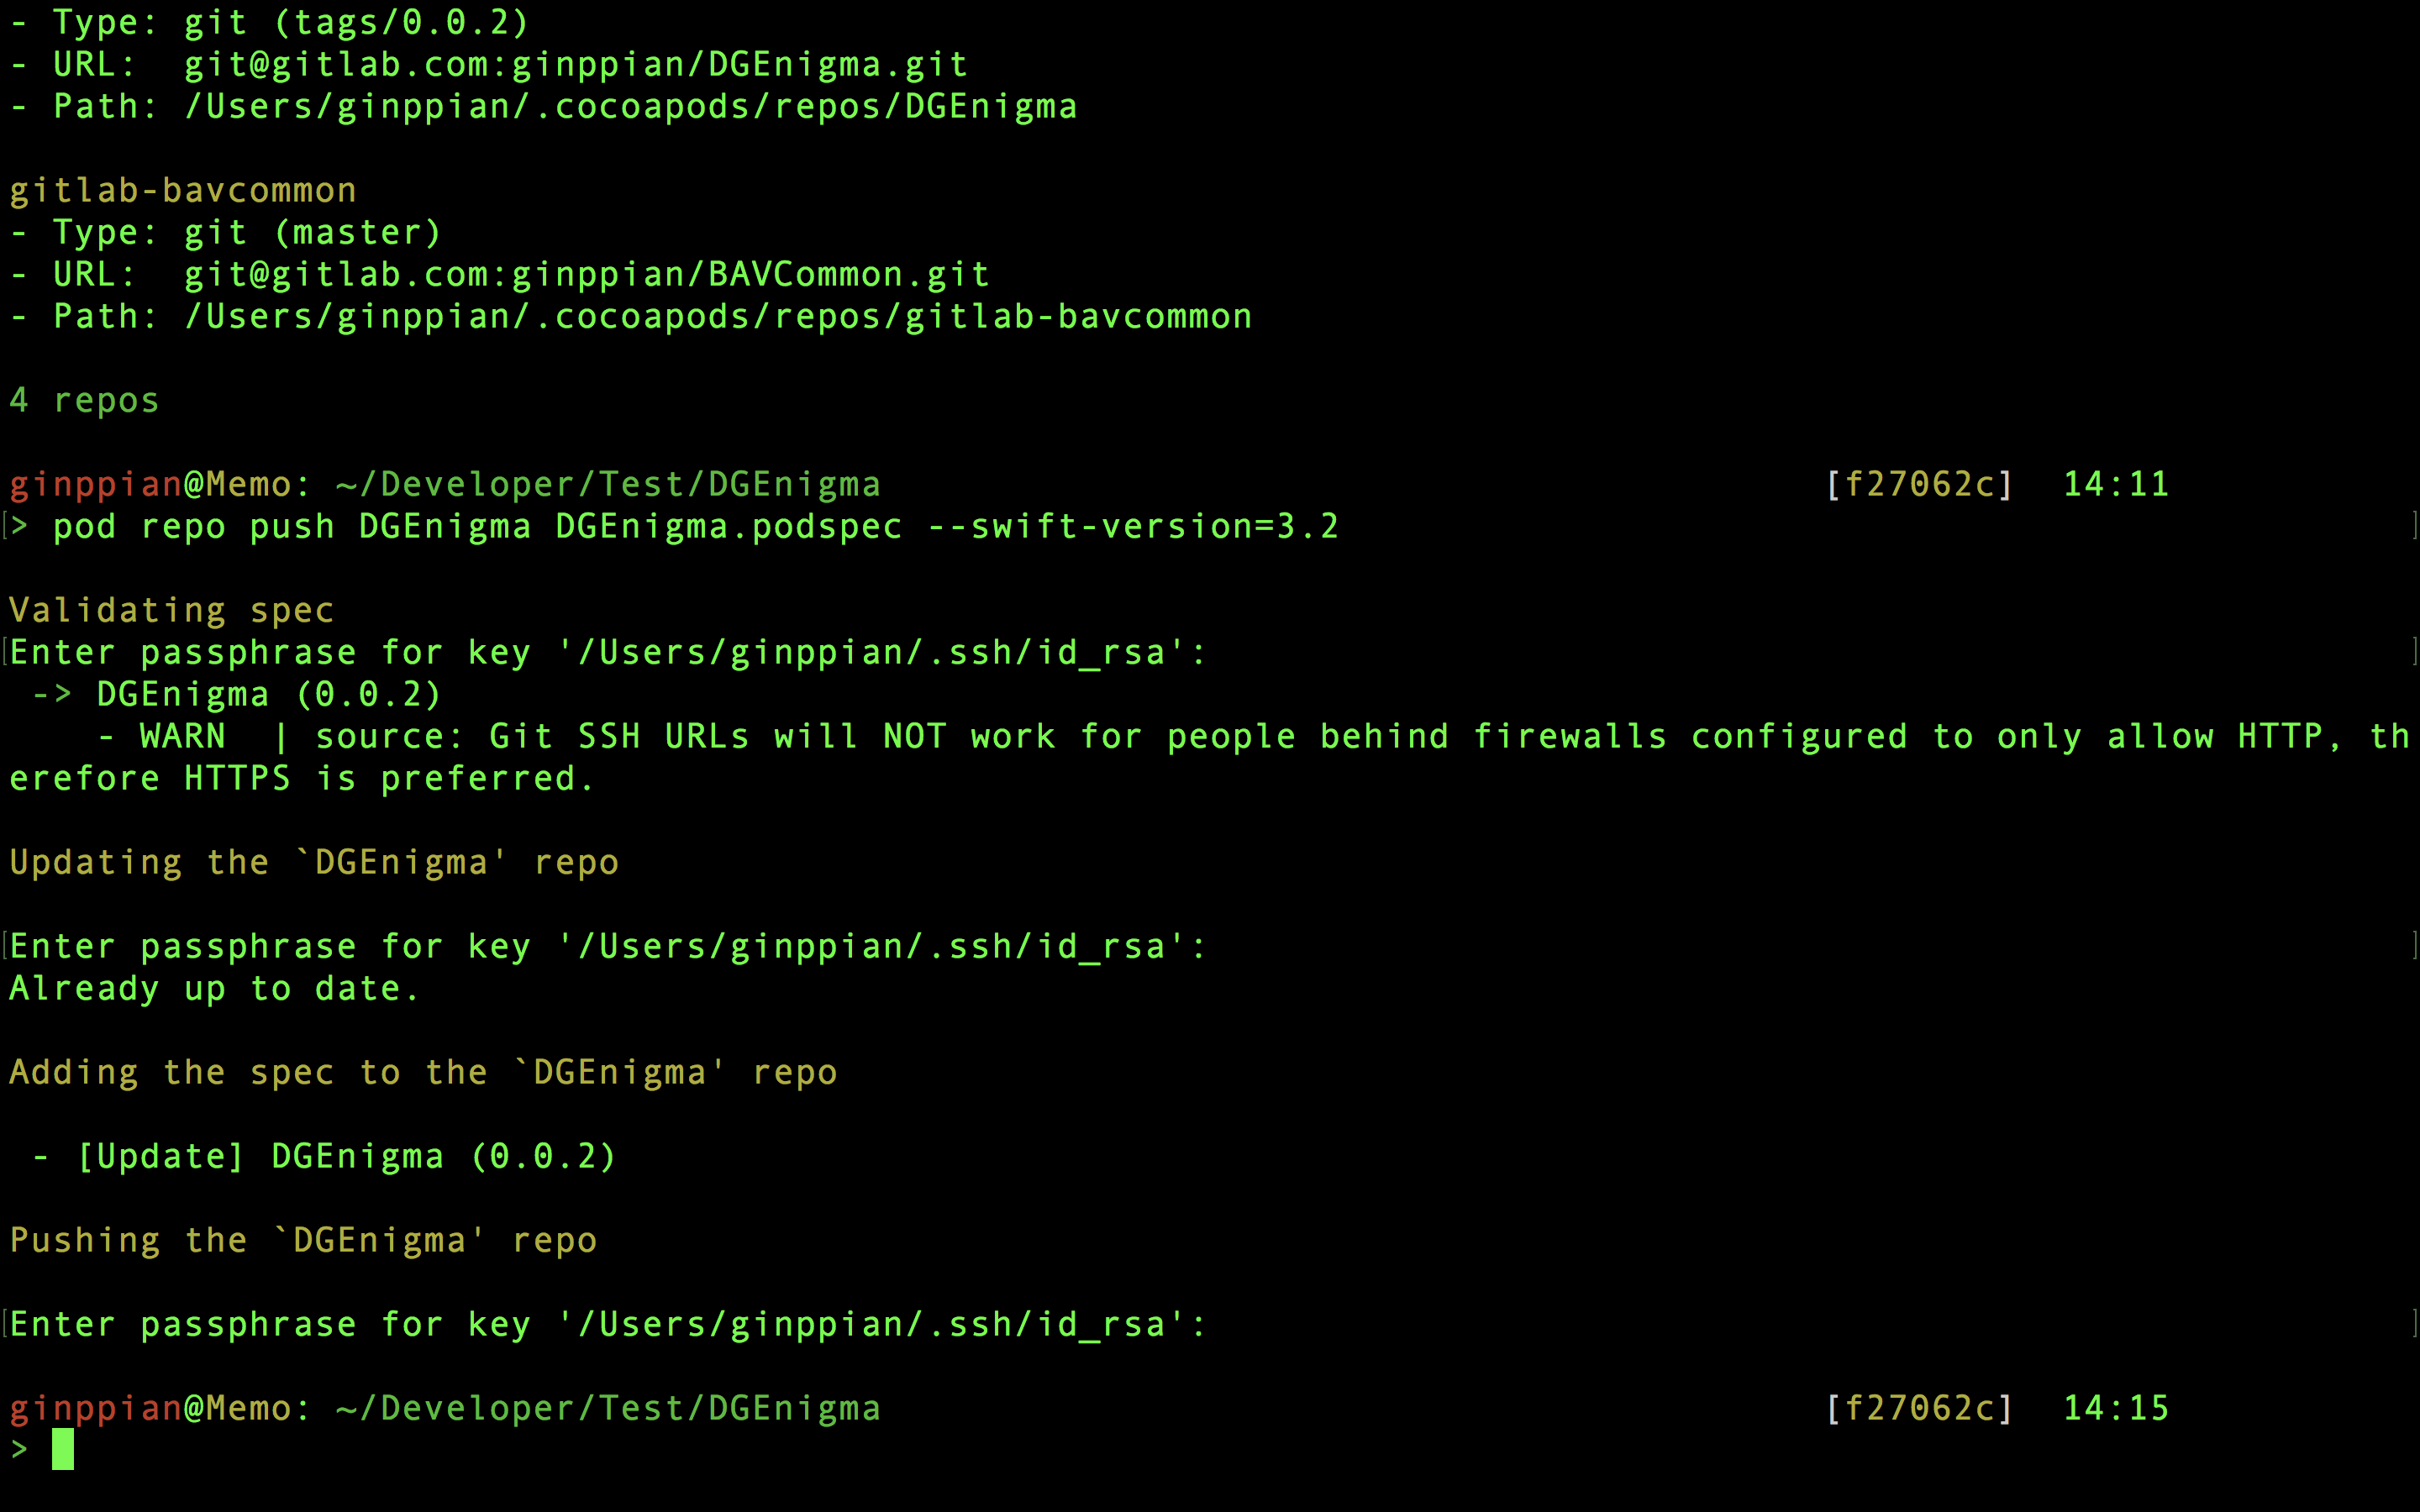 - Type: git (tags/0.0.2)
- URL:  git@gitlab.com:ginppian/DGEnigma.git
- Path: /Users/ginppian/.cocoapods/repos/DGEnigma
gitlab-bavcommon
- Type: git (master)
- URL:  git@gitlab.com:ginppian/BAVCommon.git
- Path: /Users/ginppian/.cocoapods/repos/gitlab-bavcommon
4 repos
ginppian@Memo: ~/Developer/Test/DGEnigma [f27062c] 14:11
[> pod repo push DGEnigma DGEnigma.podspec --swift-version=3.2 ]
Validating spec
[Enter passphrase for key '/Users/ginppian/.ssh/id_rsa': ]
 -> DGEnigma (0.0.2)
    - WARN  | source: Git SSH URLs will NOT work for people behind firewalls configured to only allow HTTP, th
erefore HTTPS is preferred.
Updating the `DGEnigma' repo
[Enter passphrase for key '/Users/ginppian/.ssh/id_rsa': ]
Already up to date.
Adding the spec to the `DGEnigma' repo
 - [Update] DGEnigma (0.0.2)
Pushing the `DGEnigma' repo
[Enter passphrase for key '/Users/ginppian/.ssh/id_rsa': ]
ginppian@Memo: ~/Developer/Test/DGEnigma [f27062c] 14:15
>